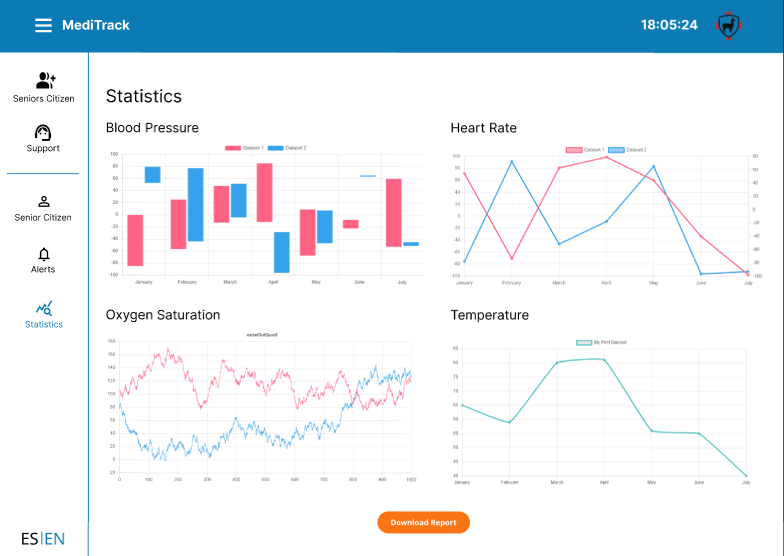 MediTrack
18:05:24
Seniors Citizen
Support
Senior Citizen
Alerts
Statistics
ES|EN
Statistics
Blood Pressure
Dataset 1 Dataset 2
100
80
60
40
20
0
-20
-40
-60
-80
-100
January February March April May June July
Heart Rate
Dataset 1 Dataset 2
100
80
60
40
20
0
-20
-40
-60
-80
-100
80
60
40
20
0
-20
-40
-60
-80
-100
January February March April May June July
Oxygen Saturation
easeOutQuad
180
160
140
120
100
80
60
40
20
0
-20
0 100 200 300 400 500 600 700 800 900 1000
Temperature
My First Dataset
85
80
75
70
65
60
55
50
45
40
January February March April May June July
Download Report